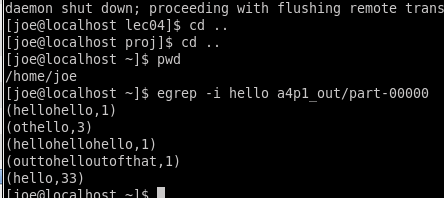 daemon shut down; proceeding with flushing remote trans
[joe@localhost lec04]$ cd ..
[joe@localhost proj]$ cd ..
[joe@localhost ~]$ pwd
/home/joe
[joe@localhost ~]$ egrep -i hello a4p1_out/part-00000
(hellohello,1)
(othello,3)
(hellohellohello,1)
(outtohelloutofthat,1)
(hello,33)
[joe@localhost ~]$